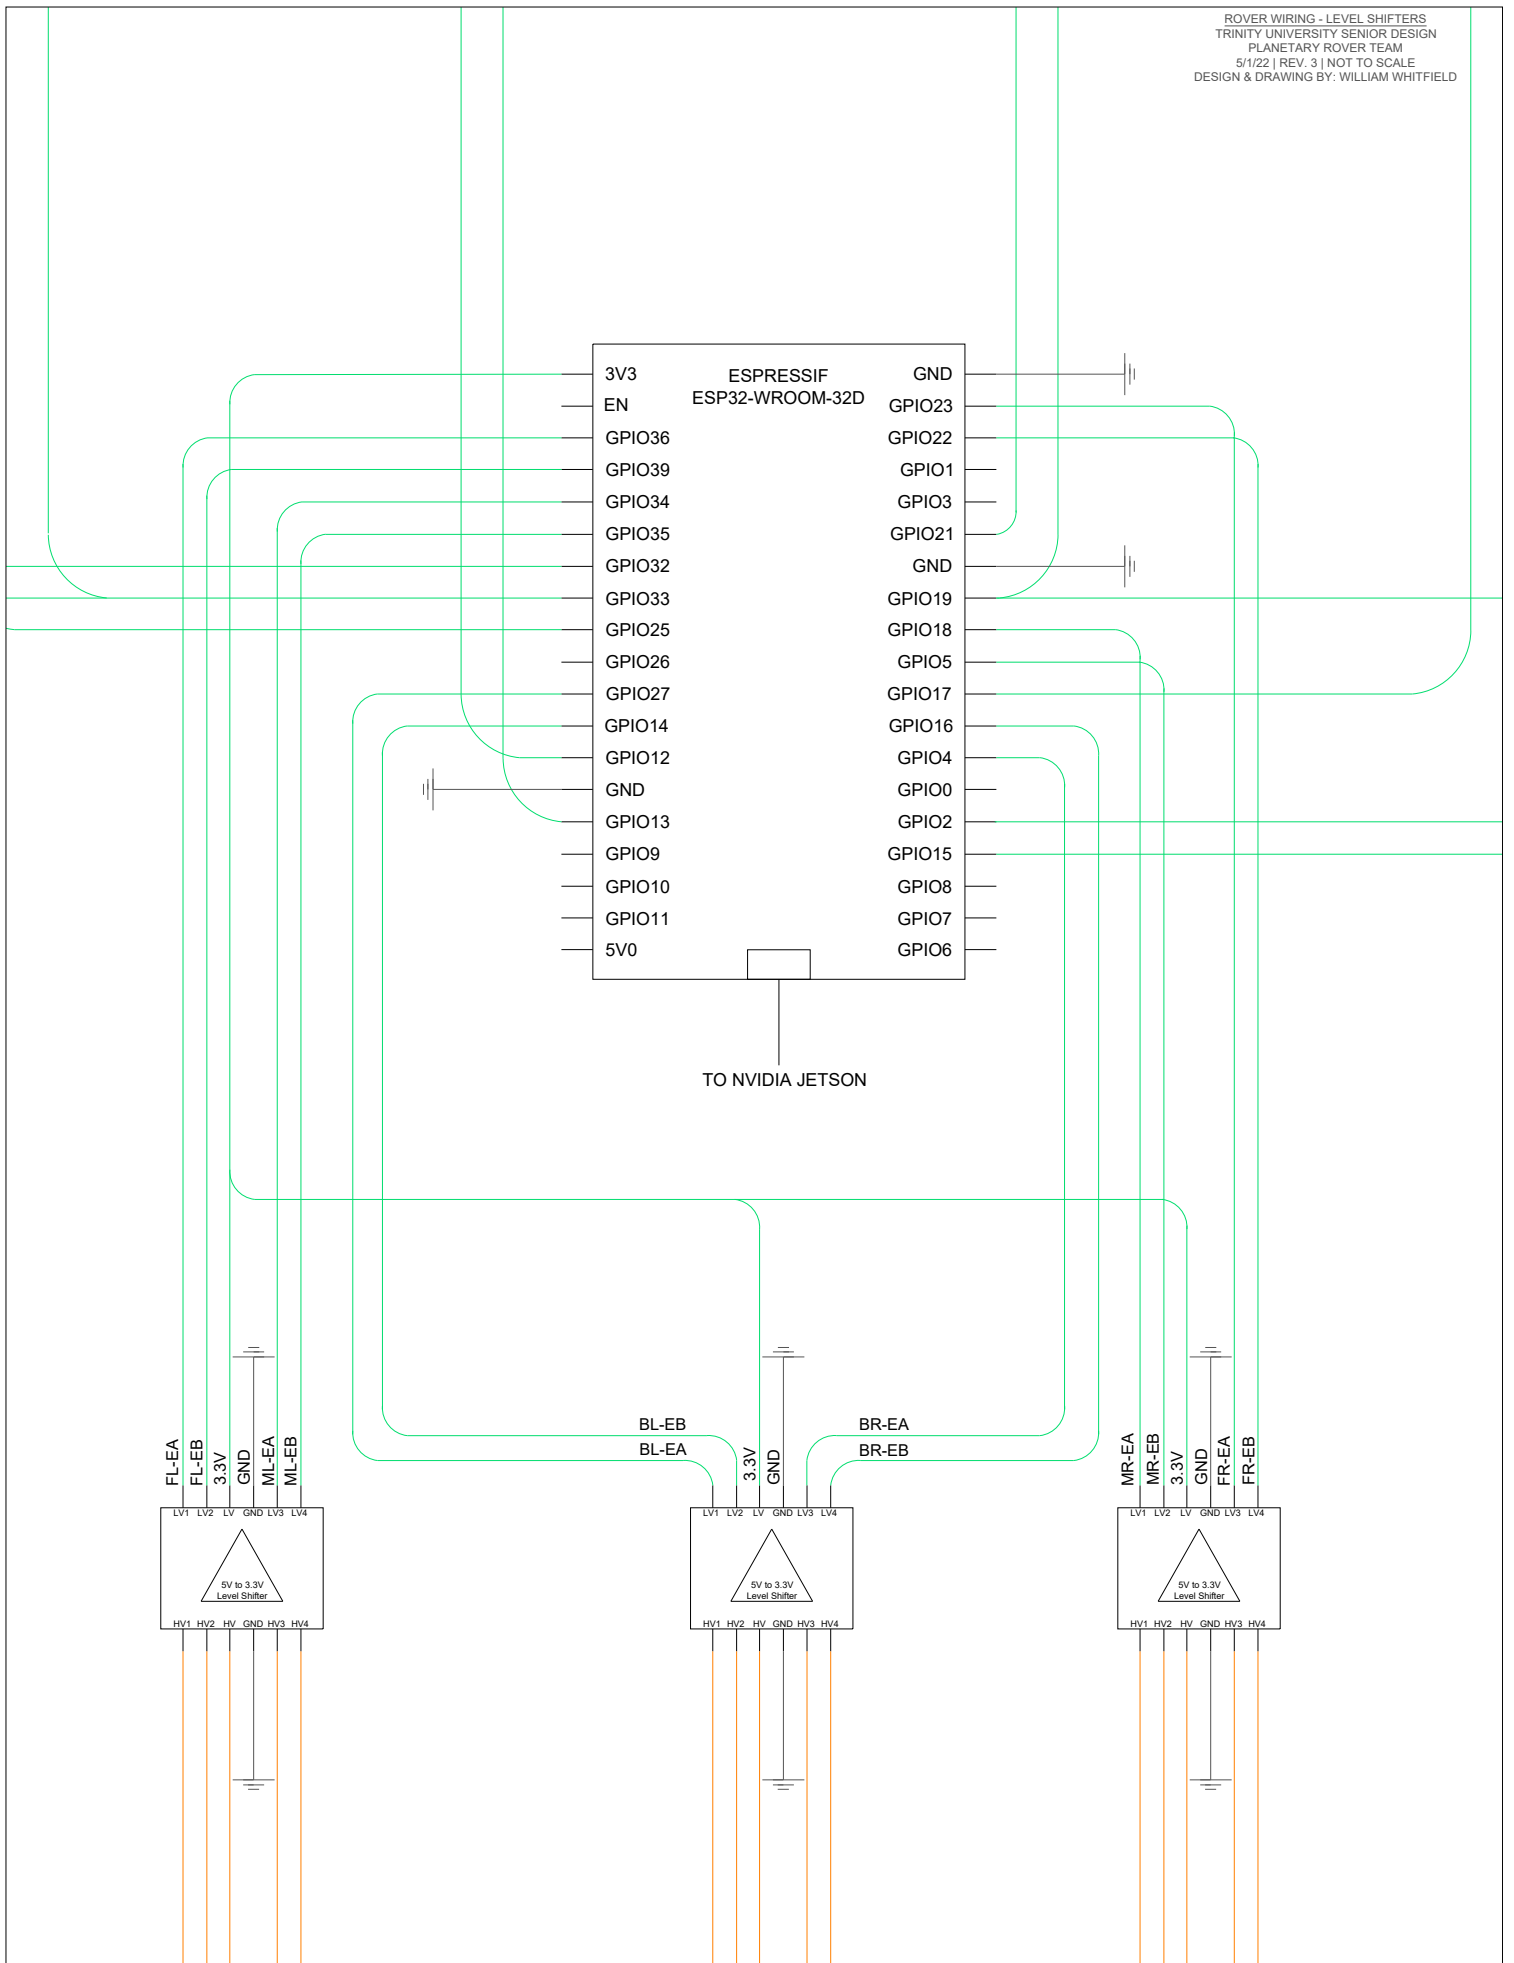 ROVER WIRING - LEVEL SHIFTERS
TRINITY UNIVERSITY SENIOR DESIGN
PLANETARY ROVER TEAM
5/1/22 | REV. 3 | NOT TO SCALE
DESIGN & DRAWING BY: WILLIAM WHITFIELD
ESPRESSIF
ESP32-WROOM-32D
3V3
EN
GPIO36
GPIO39
GPIO34
GPIO35
GPIO32
GPIO33
GPIO25
GPIO26
GPIO27
GPIO14
GPIO12
GND
GPIO13
GPIO9
GPIO10
GPIO11
5V0
GND
GPIO23
GPIO22
GPIO1
GPIO3
GPIO21
GND
GPIO19
GPIO18
GPIO5
GPIO17
GPIO16
GPIO4
GPIO0
GPIO2
GPIO15
GPIO8
GPIO7
GPIO6
TO NVIDIA JETSON
FL-EA
FL-EB
3.3V
GND
ML-EA
ML-EB
LV1 LV2 LV GND LV3 LV4
5V to 3.3V
Level Shifter
HV1 HV2 HV GND HV3 HV4
BL-EB
BL-EA
3.3V
GND
BR-EA
BR-EB
LV1 LV2 LV GND LV3 LV4
5V to 3.3V
Level Shifter
HV1 HV2 HV GND HV3 HV4
MR-EA
MR-EB
3.3V
GND
FR-EA
FR-EB
LV1 LV2 LV GND LV3 LV4
5V to 3.3V
Level Shifter
HV1 HV2 HV GND HV3 HV4